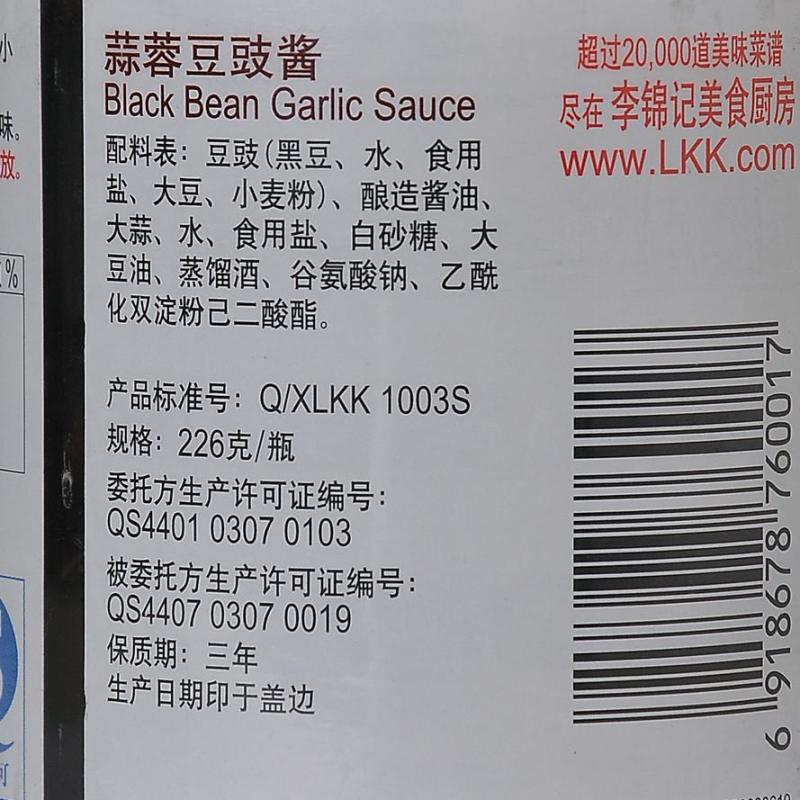 小
味。
放。
%
蒜蓉豆豉酱
Black Bean Garlic Sauce
配料表：豆豉(黑豆、水、食用
盐、大豆、小麦粉)、酿造酱油、
大蒜、水、食用盐、白砂糖、大
豆油、蒸馏酒、谷氨酸钠、乙酰
化双淀粉己二酸酯。
产品标准号：Q/XLKK 1003S
规格：226克/瓶
委托方生产许可证编号：
QS4401 0307 0103
被委托方生产许可证编号：
QS4407 0307 0019
保质期：三年
生产日期印于盖边
超过20,000道美味菜谱
尽在 李锦记美食厨房
www.LKK.com
6 918678 760017
可